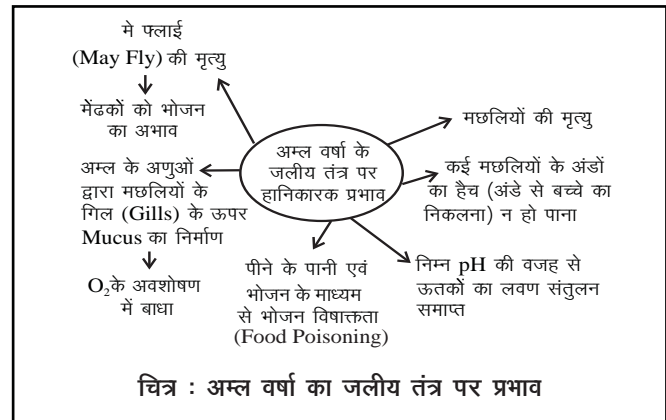 मे फ्लाई
(May Fly) की मृत्यु
मेंढकों को भोजन
का अभाव
अम्ल के अणुओं
द्वारा मछलियों के
गिल (Gills) के ऊपर
Mucus का निर्माण
O₂के अवशोषण
में बाधा
अम्ल वर्षा के
जलीय तंत्र पर
हानिकारक प्रभाव
पीने के पानी एवं
भोजन के माध्यम
से भोजन विषाक्तता
(Food Poisoning)
मछलियों की मृत्यु
कई मछलियों के अंडों
का हैच (अंडे से बच्चे का
निकलना) न हो पाना
निम्न pH की वजह से
ऊतकों का लवण संतुलन
समाप्त
चित्र : अम्ल वर्षा का जलीय तंत्र पर प्रभाव